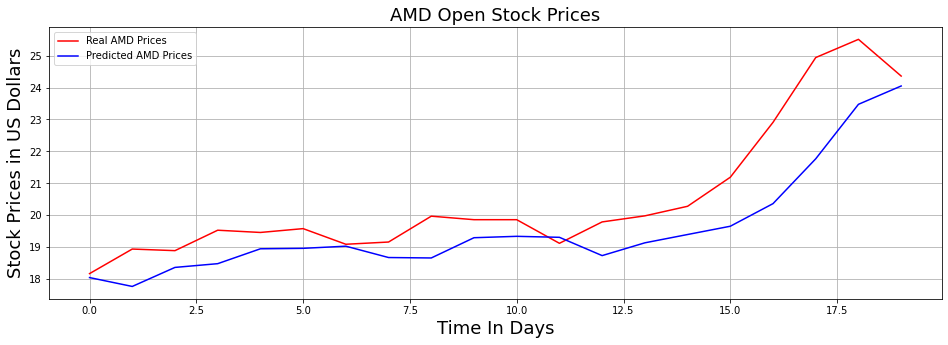 AMD Open Stock Prices
Real AMD Prices
Predicted AMD Prices
Stock Prices in US Dollars
25
24
23
22
21
20
19
18
0.0 2.5 5.0 7.5 10.0 12.5 15.0 17.5
Time In Days